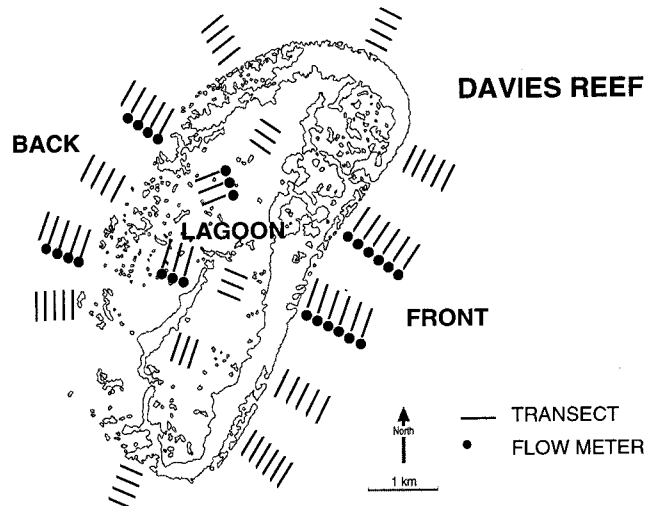 DAVIES REEF
BACK
LAGOON
FRONT
North
TRANSECT
FLOW METER
1 km